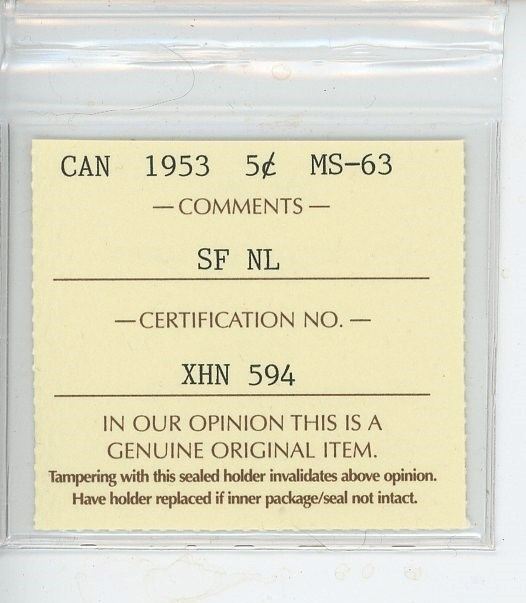 CAN 1953 5¢ MS-63
— COMMENTS —
SF NL
— CERTIFICATION NO. —
XHN 594
IN OUR OPINION THIS IS A
GENUINE ORIGINAL ITEM.
Tampering with this sealed holder invalidates above opinion.
Have holder replaced if inner package/seal not intact.